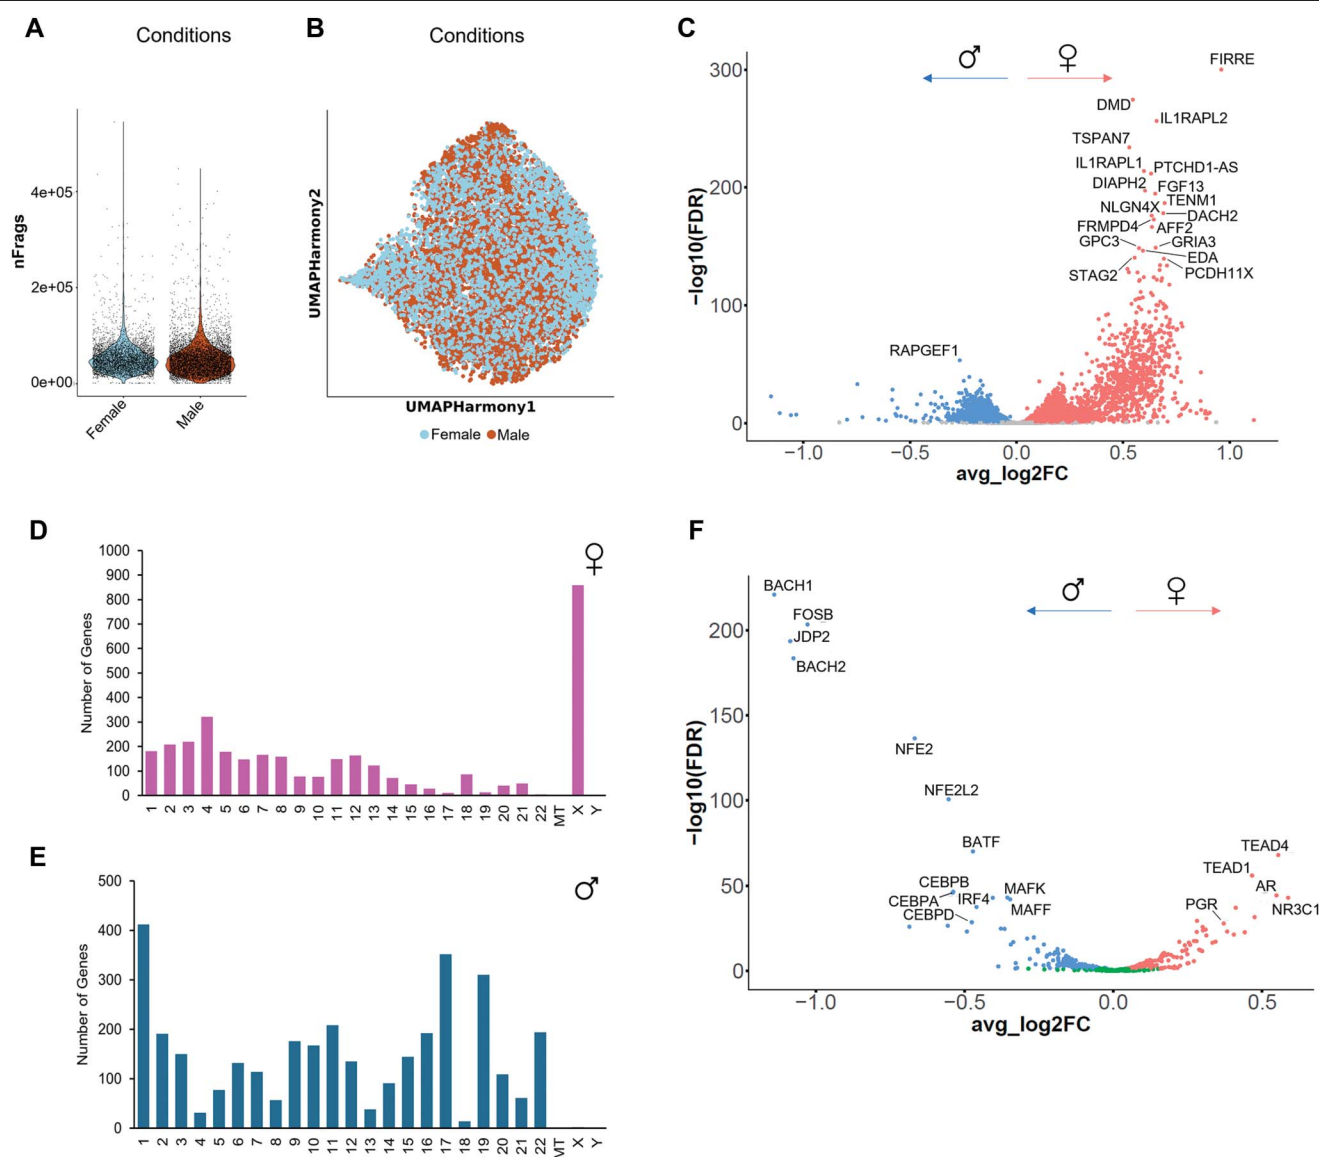 A
Conditions
nFrags
4e+05
2e+05
0e+00
Female
Male
B
Conditions
UMAPHarmony2
UMAPHarmony1
Female Male
C
♂ ♀
−log10(FDR)
300
200
100
0
FIRRE
DMD
IL1RAPL2
TSPAN7
IL1RAPL1
PTCHD1-AS
DIAPH2
FGF13
TENM1
NLGN4X
DACH2
FRMPD4
AFF2
GPC3
GRIA3
EDA
STAG2
PCDH11X
RAPGEF1
−1.0 −0.5 0.0 0.5 1.0
avg_log2FC
D
♀
Number of Genes
1000
900
800
700
600
500
400
300
200
100
0
1 2 3 4 5 6 7 8 9 10 11 12 13 14 15 16 17 18 19 20 21 22 MT X Y
E
♂
Number of Genes
500
400
300
200
100
0
1 2 3 4 5 6 7 8 9 10 11 12 13 14 15 16 17 18 19 20 21 22 MT X Y
F
♂ ♀
−log10(FDR)
200
150
100
50
0
BACH1
FOSB
JDP2
BACH2
NFE2
NFE2L2
BATF
TEAD4
TEAD1
CEBPB
MAFK
AR
CEBPA
IRF4
PGR
NR3C1
MAFF
CEBPD
−1.0 −0.5 0.0 0.5
avg_log2FC